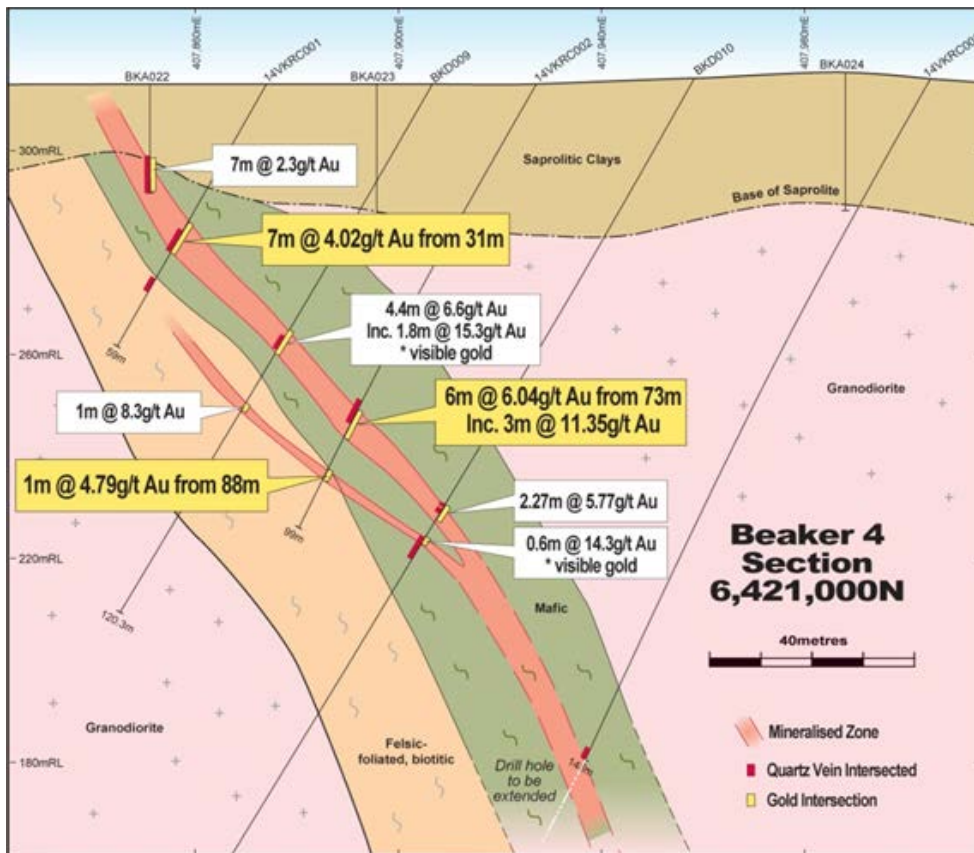 407,860mE
407,900mE
407,940mE
407,980mE
BKA022
14VKRC001
BKA023
BKD009
14VKRC002
BKD010
BKA024
300mRL
260mRL
220mRL
180mRL
Saprolitic Clays
Base of Saprolite
7m @ 2.3g/t Au
7m @ 4.02g/t Au from 31m
4.4m @ 6.6g/t Au
Inc. 1.8m @ 15.3g/t Au
* visible gold
59m
Granodiorite
1m @ 8.3g/t Au
6m @ 6.04g/t Au from 73m
Inc. 3m @ 11.35g/t Au
1m @ 4.79g/t Au from 88m
2.27m @ 5.77g/t Au
99m
0.6m @ 14.3g/t Au
* visible gold
Beaker 4
Section
6,421,000N
120.3m
Mafic
40metres
Granodiorite
Felsic-
foliated, biotitic
Drill hole
to be
extended
Mineralised Zone
Quartz Vein Intersected
Gold Intersection